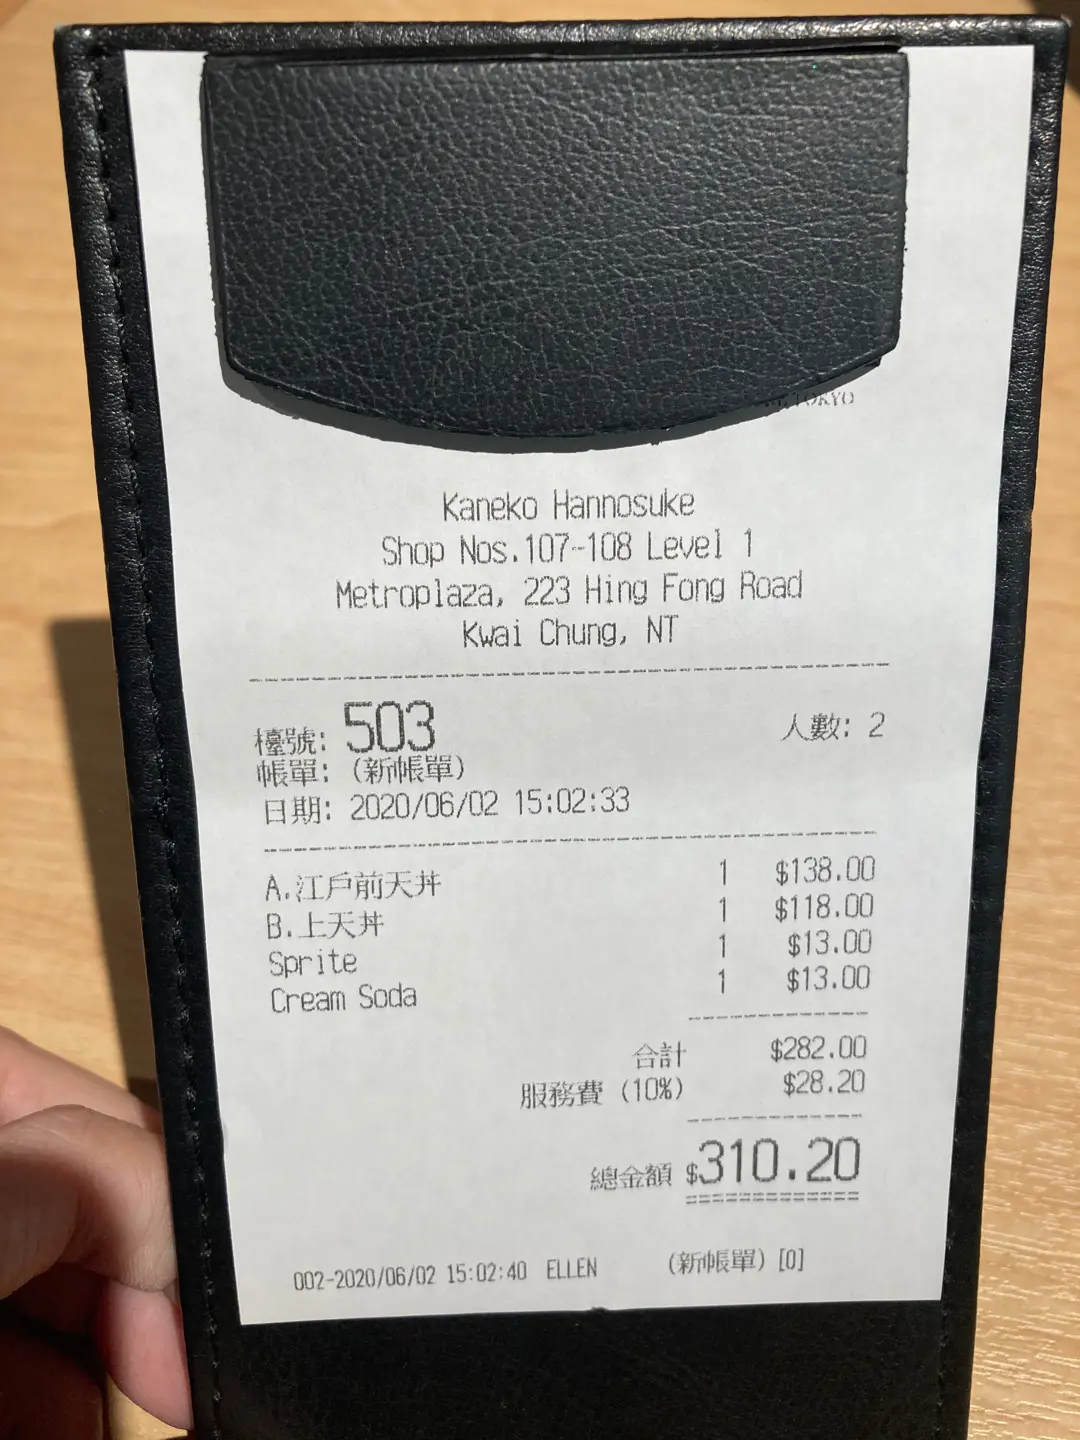 TOKYO
Kaneko Hannosuke
Shop Nos.107-108 Level 1
Metroplaza, 223 Hing Fong Road
Kwai Chung, NT
檯號: 503 人數: 2
帳單: (新帳單)
日期: 2020/06/02 15:02:33
A.江戶前天丼 1 $138.00
B.上天丼 1 $118.00
Sprite 1 $13.00
Cream Soda 1 $13.00
合計 $282.00
服務費 (10%) $28.20
總金額 $310.20
002-2020/06/02 15:02:40 ELLEN (新帳單) [0]